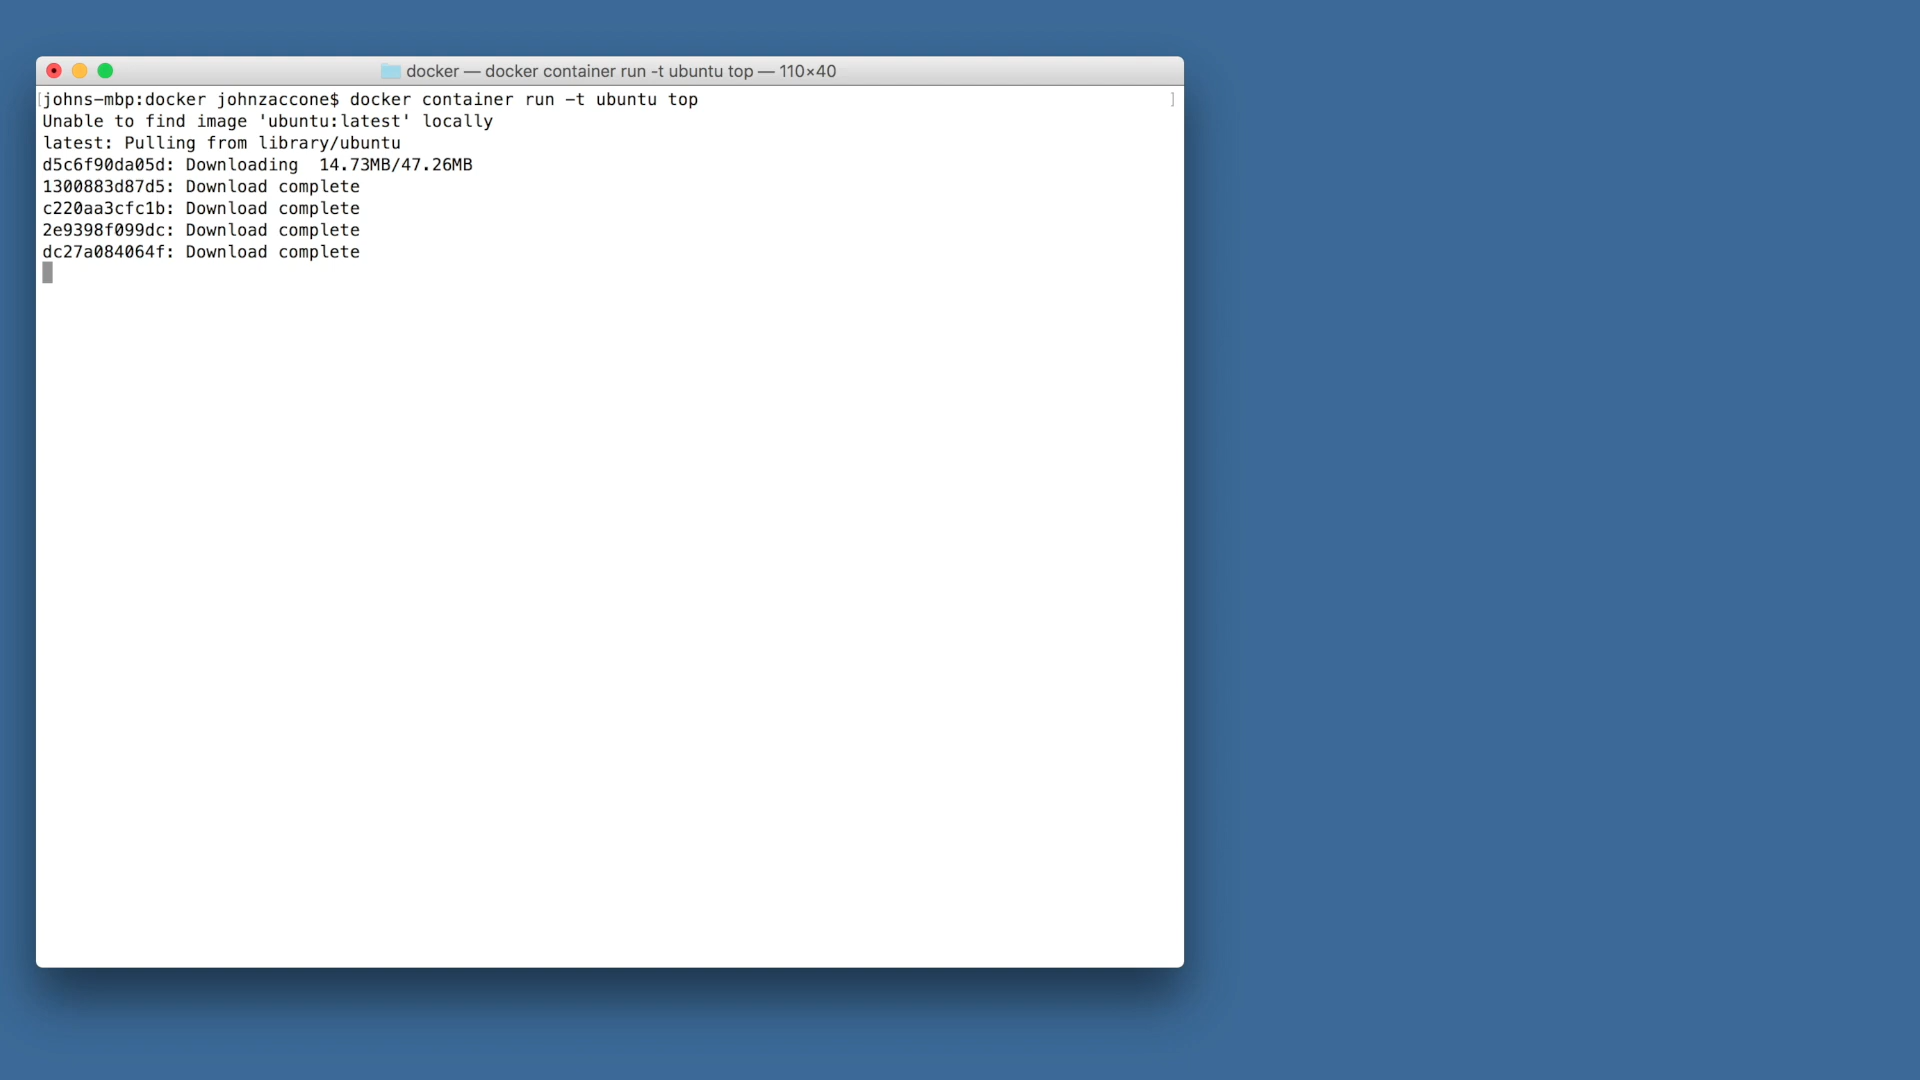 docker — docker container run -t ubuntu top — 110×40
[johns-mbp:docker johnzaccone$ docker container run -t ubuntu top ]
Unable to find image 'ubuntu:latest' locally
latest: Pulling from library/ubuntu
d5c6f90da05d: Downloading  14.73MB/47.26MB
1300883d87d5: Download complete
c220aa3cfc1b: Download complete
2e9398f099dc: Download complete
dc27a084064f: Download complete